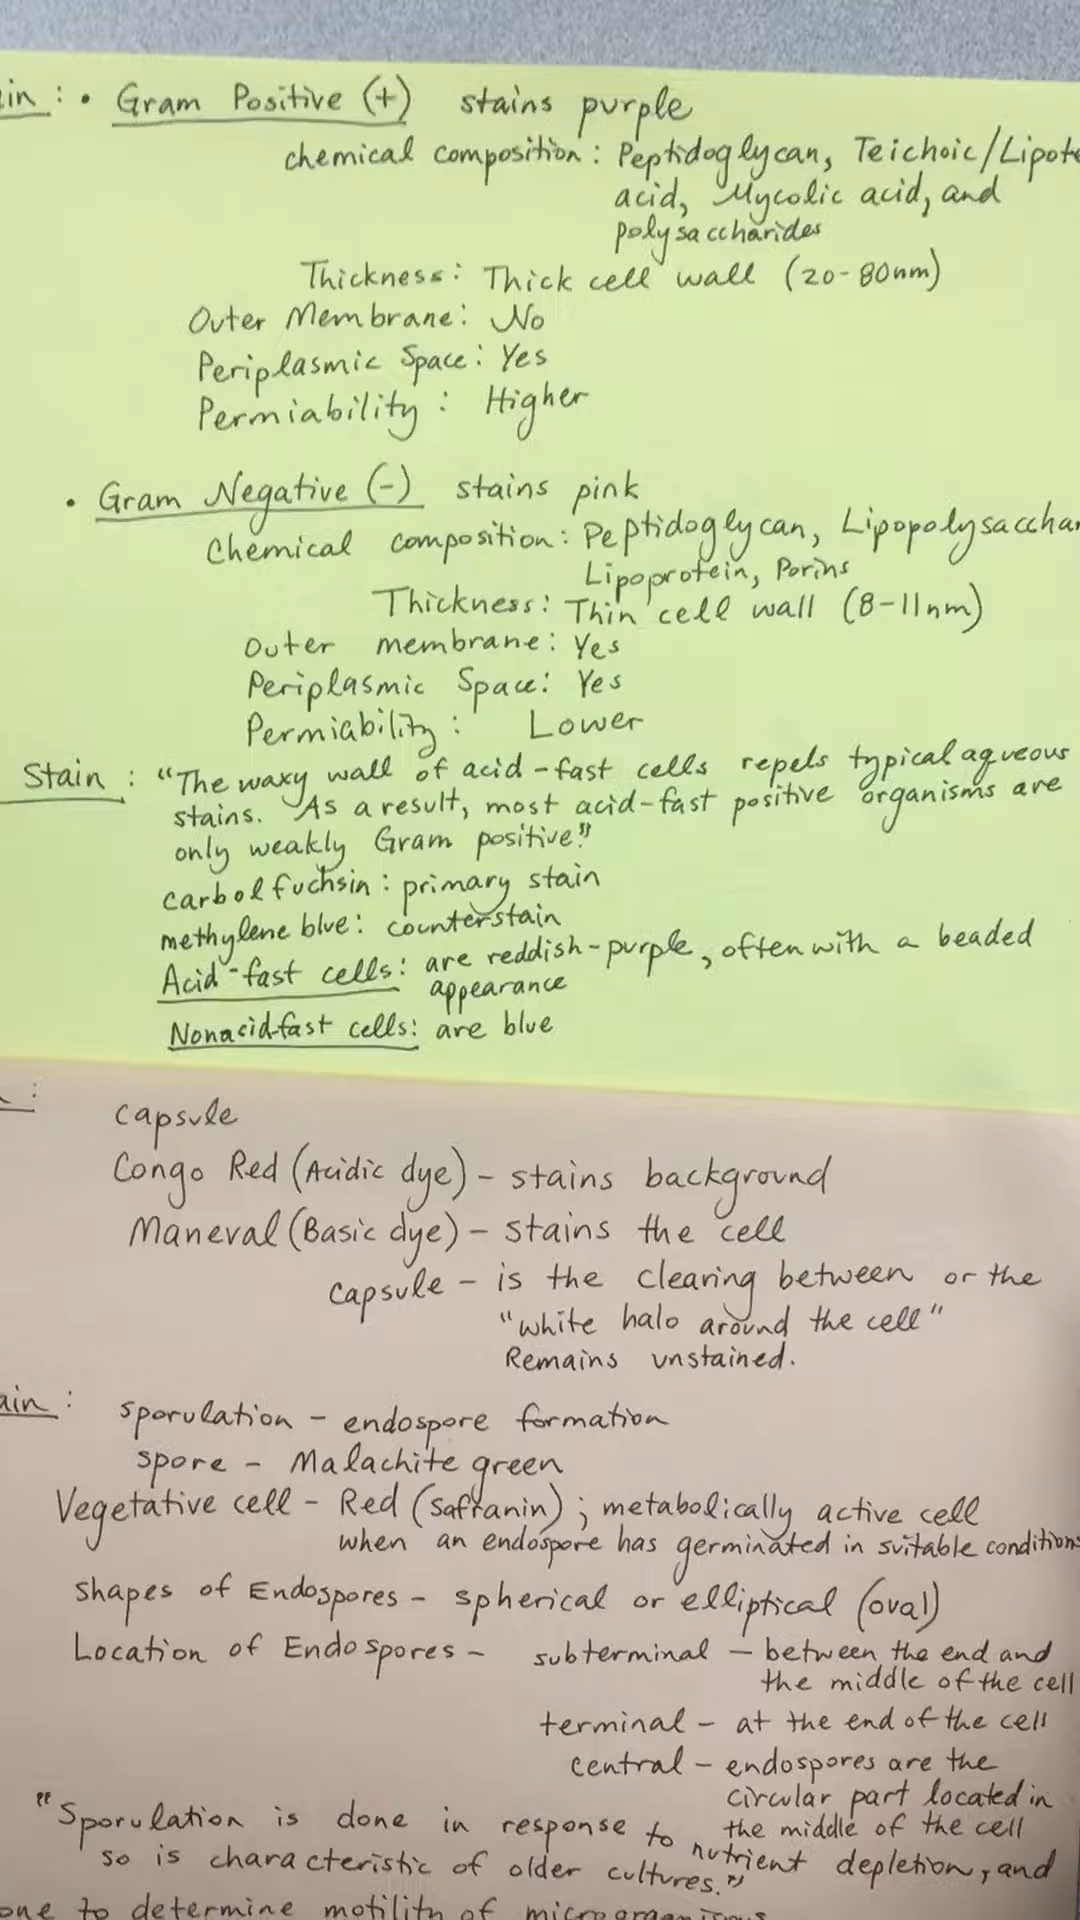 in : • Gram Positive (+) stains purple
chemical composition : Peptidoglycan, Teichoic/Lipote
acid, Mycolic acid, and
polysaccharides
Thickness : Thick cell wall (20-80nm)
Outer Membrane : No
Periplasmic Space : Yes
Permiability : Higher
• Gram Negative (-) stains pink
Chemical composition : Peptidoglycan, Lipopolysacchar
Lipoprotein, Porins
Thickness : Thin cell wall (8-11nm)
Outer membrane : Yes
Periplasmic Space : Yes
Permiability : Lower
Stain : "The waxy wall of acid-fast cells repels typical aqueous
stains. As a result, most acid-fast positive organisms are
only weakly Gram positive."
carbolfuchsin : primary stain
methylene blue : counterstain
Acid-fast cells : are reddish-purple, often with a beaded
appearance
Nonacidfast cells : are blue
:
capsule
Congo Red (Acidic dye) - stains background
Maneval (Basic dye) - stains the cell
capsule - is the clearing between or the
"white halo around the cell"
Remains unstained.
ain : sporulation - endospore formation
spore - Malachite green
Vegetative cell - Red (Safranin) ; metabolically active cell
when an endospore has germinated in suitable conditions
shapes of Endospores - spherical or elliptical (oval)
Location of Endospores - subterminal - between the end and
the middle of the cell
terminal - at the end of the cell
central - endospores are the
circular part located in
the middle of the cell
"Sporulation is done in response to nutrient depletion, and
so is characteristic of older cultures."
one to determine motility of microorganisms